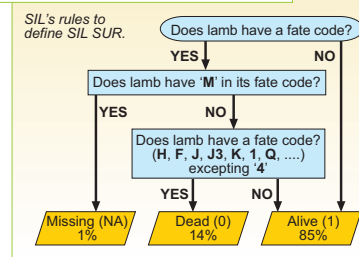 SIL's rules to
define SIL SUR.
Does lamb have a fate code?
YES
NO
Does lamb have 'M' in its fate code?
YES
NO
Does lamb have a fate code?
(H, F, J, J3, K, 1, Q, ....)
excepting '4'
YES
NO
Missing (NA)
1%
Dead (0)
14%
Alive (1)
85%